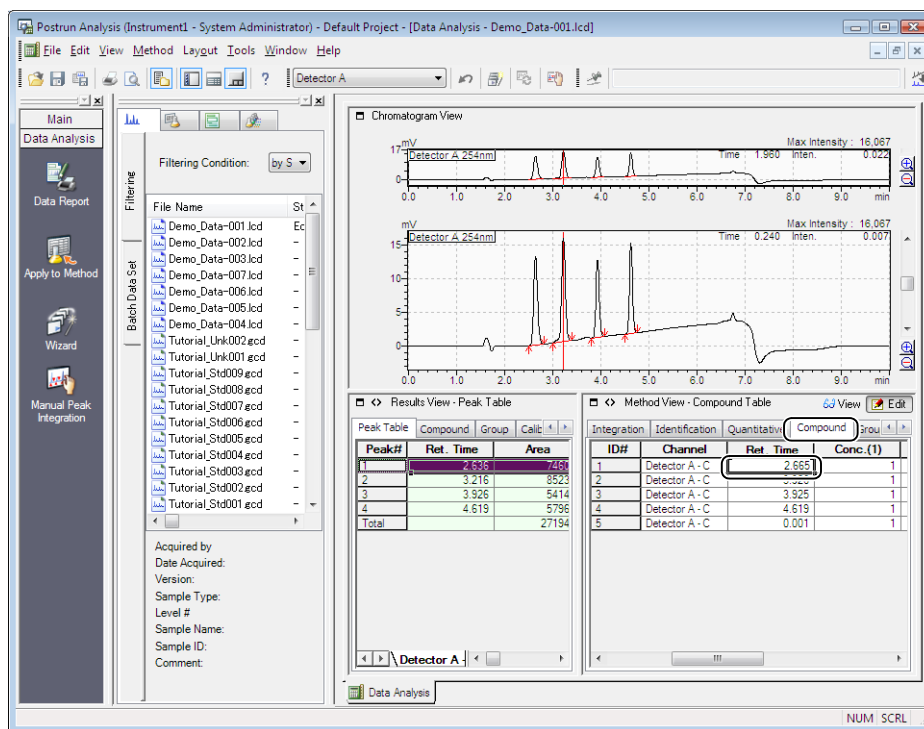 Postrun Analysis (Instrument1 - System Administrator) - Default Project - [Data Analysis - Demo_Data-001.lcd]
File Edit View Method Layout Tools Window Help
Detector A
Main
Data Analysis
Data Report
Apply to Method
Wizard
Manual Peak
Integration
Filtering
Batch Data Set
Filtering Condition: by S
File Name St
Demo_Data-001.lcd Ec
Demo_Data-002.lcd -
Demo_Data-003.lcd -
Demo_Data-007.lcd -
Demo_Data-006.lcd -
Demo_Data-005.lcd -
Demo_Data-004.lcd -
Tutorial_Unk002.gcd -
Tutorial_Unk001.gcd -
Tutorial_Std009.gcd -
Tutorial_Std008.gcd -
Tutorial_Std007.gcd -
Tutorial_Std006.gcd -
Tutorial_Std005.gcd -
Tutorial_Std004.gcd -
Tutorial_Std003.gcd -
Tutorial_Std002.gcd -
Tutorial_Std001.gcd -
Acquired by
Date Acquired:
Version:
Sample Type:
Level #
Sample Name:
Sample ID:
Comment:
Chromatogram View
mV Max Intensity : 16,067
17 Detector A 254nm Time 1.960 Inten. 0.022
0
0.0 1.0 2.0 3.0 4.0 5.0 6.0 7.0 8.0 9.0 min
mV Max Intensity : 16,067
15 Detector A 254nm Time 0.240 Inten. 0.007
10
5
0
0.0 1.0 2.0 3.0 4.0 5.0 6.0 7.0 8.0 9.0 min
Results View - Peak Table
Peak Table Compound Group Calib
Peak# Ret. Time Area
1 2.636 7460
2 3.216 8523
3 3.926 5414
4 4.619 5796
Total 27194
Detector A -
Method View - Compound Table View Edit
Integration Identification Quantitative Compound Grou
ID# Channel Ret. Time Conc.(1)
1 Detector A - C 2.665 1
2 Detector A - C 1
3 Detector A - C 3.925 1
4 Detector A - C 4.619 1
5 Detector A - C 0.001 1
Data Analysis
NUM SCRL